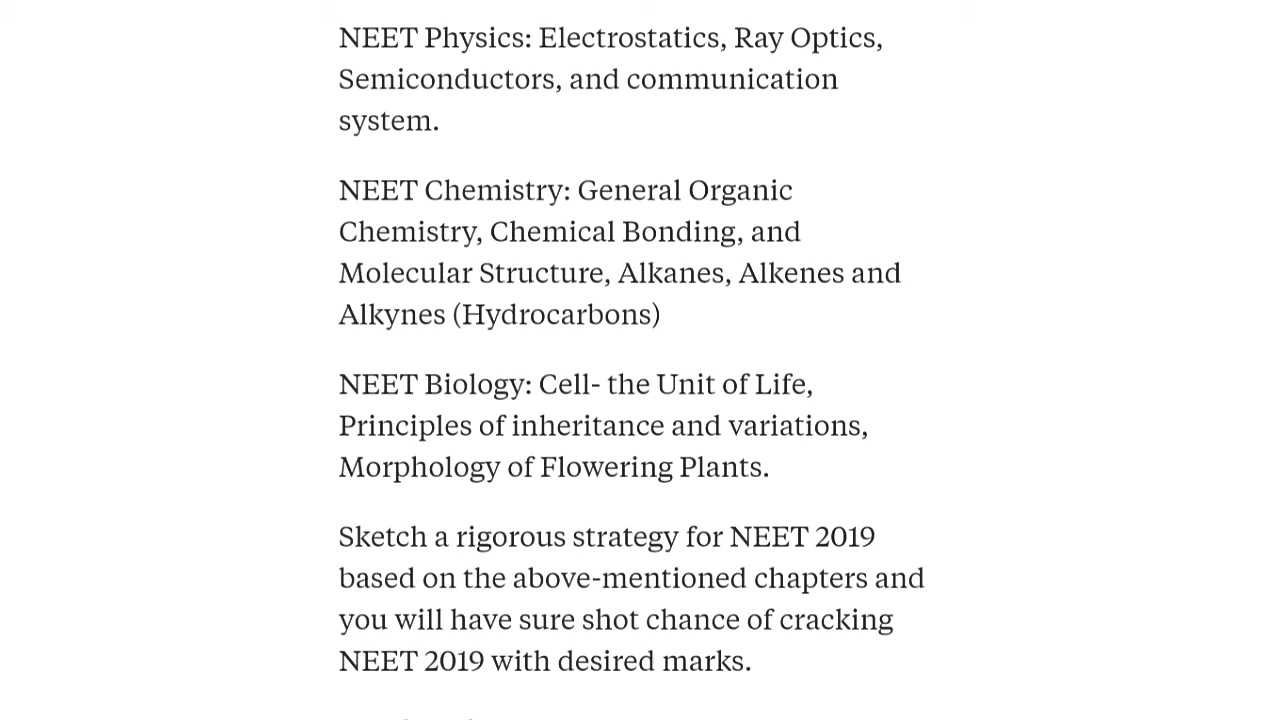 NEET Physics: Electrostatics, Ray Optics,
Semiconductors, and communication
system.
NEET Chemistry: General Organic
Chemistry, Chemical Bonding, and
Molecular Structure, Alkanes, Alkenes and
Alkynes (Hydrocarbons)
NEET Biology: Cell- the Unit of Life,
Principles of inheritance and variations,
Morphology of Flowering Plants.
Sketch a rigorous strategy for NEET 2019
based on the above-mentioned chapters and
you will have sure shot chance of cracking
NEET 2019 with desired marks.